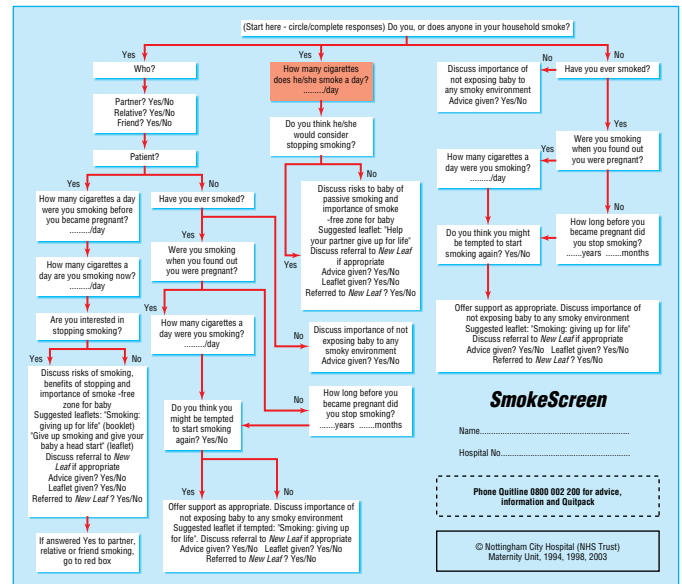 (Start here - circle/complete responses) Do you, or does anyone in your household smoke?
Yes
Yes
No
Who?
Partner? Yes/No
Relative? Yes/No
Friend? Yes/No
Patient?
Yes
No
How many cigarettes a day
were you smoking before
you became pregnant?
........./day
How many cigarettes a
day are you smoking now?
........./day
Are you interested in
stopping smoking?
Yes
No
Discuss risks of smoking,
benefits of stopping and
importance of smoke -free
zone for baby
Suggested leaflets: "Smoking:
giving up for life" (booklet)
"Give up smoking and give your
baby a head start" (leaflet)
Discuss referral to New
Leaf if appropriate
Advice given? Yes/No
Leaflet given? Yes/No
Referred to New Leaf ? Yes/No
If answered Yes to partner,
relative or friend smoking,
go to red box
Have you ever smoked?
Yes
No
Were you smoking
when you found out
you were pregnant?
Yes
No
How many cigarettes a
day were you smoking?
........./day
Do you think you
might be tempted
to start smoking
again? Yes/No
Yes
No
Offer support as appropriate. Discuss importance of
not exposing baby to any smoky environment
Suggested leaflet if tempted: "Smoking: giving up
for life". Discuss referral to New Leaf if appropriate
Advice given? Yes/No Leaflet given? Yes/No
Referred to New Leaf ? Yes/No
How many cigarettes
does he/she smoke a day?
........./day
Do you think he/she
would consider
stopping smoking?
Yes
No
Discuss risks to baby of
passive smoking and
importance of smoke
-free zone for baby
Suggested leaflet: "Help
your partner give up for life"
Discuss referral to New Leaf
if appropriate
Advice given? Yes/No
Leaflet given? Yes/No
Referred to New Leaf ? Yes/No
Discuss importance of not
exposing baby to any
smoky environment
Advice given? Yes/No
How long before you
became pregnant did
you stop smoking?
.......years .......months
Have you ever smoked?
No
Discuss importance of
not exposing baby to
any smoky environment
Advice given? Yes/No
Yes
Were you smoking
when you found out
you were pregnant?
Yes
No
How many cigarettes a
day were you smoking?
........./day
How long before you
became pregnant did
you stop smoking?
.......years .......months
Do you think you might
be tempted to start
smoking again? Yes/No
Offer support as appropriate. Discuss importance of
not exposing baby to any smoky environment
Suggested leaflet: "Smoking: giving up for life"
Discuss referral to New Leaf if appropriate
Advice given? Yes/No Leaflet given? Yes/No
Referred to New Leaf ? Yes/No
SmokeScreen
Name..........................................................
Hospital No....................................................
Phone Quitline 0800 002 200 for advice,
information and Quitpack
© Nottingham City Hospital (NHS Trust)
Maternity Unit, 1994, 1998, 2003